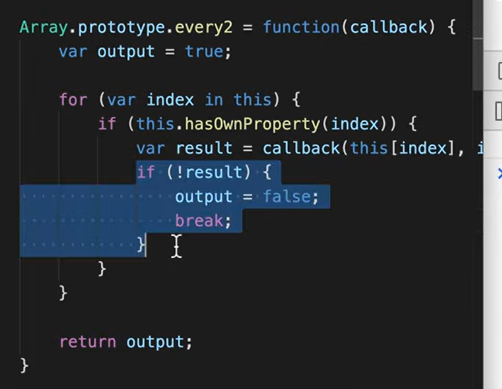 Array.prototype.every2 = function(callback) {
    var output = true;

    for (var index in this) {
        if (this.hasOwnProperty(index)) {
            var result = callback(this[index], i
            if (!result) {
                output = false;
                break;
            }
        }
    }

    return output;
}